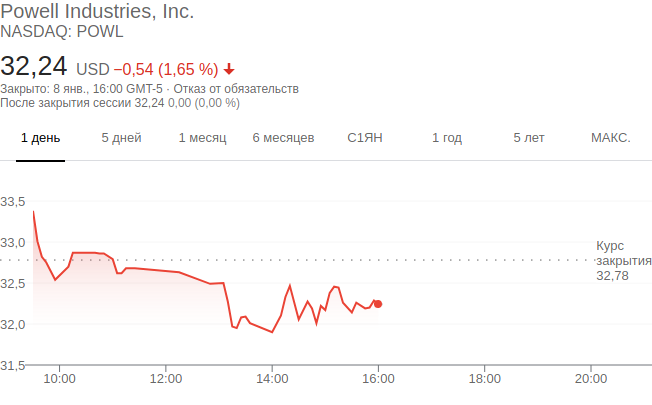 Powell Industries, Inc.
NASDAQ: POWL
32,24 USD −0,54 (1,65 %)
Закрыто: 8 янв., 16:00 GMT-5 · Отказ от обязательств
После закрытия сессии 32,24 0,00 (0,00 %)
1 день 5 дней 1 месяц 6 месяцев С1ЯН 1 год 5 лет МАКС.
33,5
33,0
32,5
32,0
31,5
Курс
закрытия
32,78
10:00 12:00 14:00 16:00 18:00 20:00